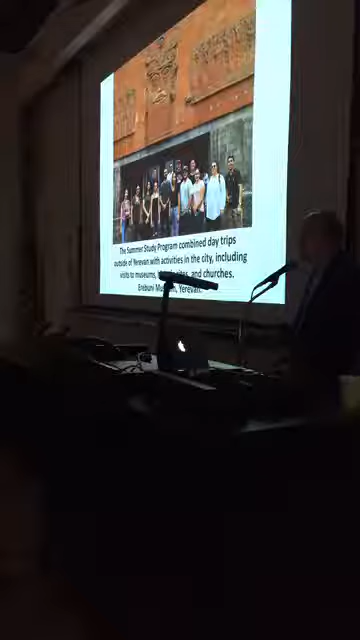 The Summer Study Program combined day trips
outside of Yerevan with activities in the city, including
visits to museums, sites, and churches.
Erebuni Museum, Yerevan.